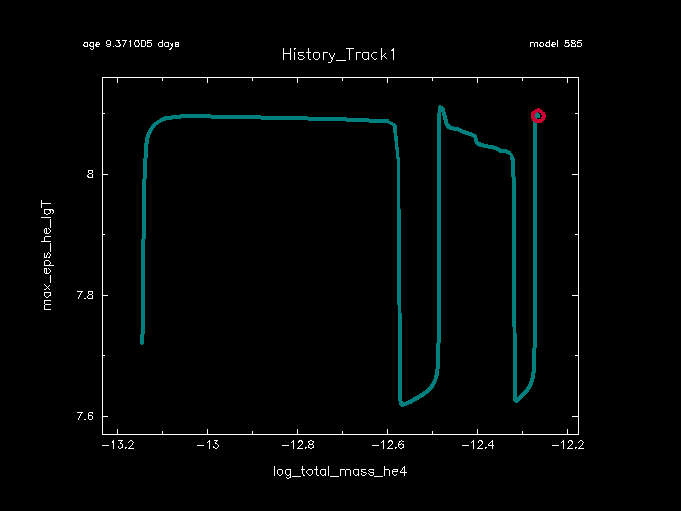 age 9.371005 days
model 585
History_Track1
8
7.8
7.6
max_eps_he_lgT
-13.2
-13
-12.8
-12.6
-12.4
-12.2
log_total_mass_he4